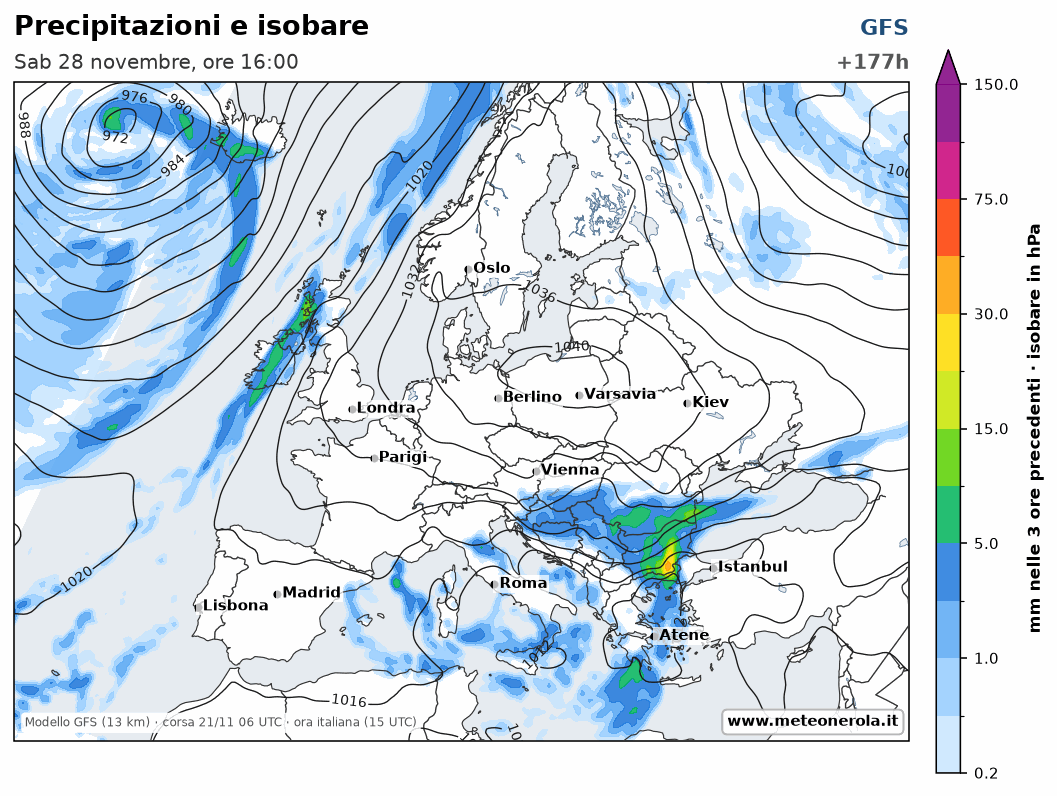 Precipitazioni e isobare
GFS
Sab 28 novembre, ore 16:00
+177h
976
980
988
972
984
1020
1032
1036
1040
1020
1016
Oslo
Berlino
Varsavia
Kiev
Londra
Parigi
Vienna
Istanbul
Roma
Madrid
Lisbona
Atene
Modello GFS (13 km) · corsa 21/11 06 UTC · ora italiana (15 UTC)
www.meteonerola.it
150.0
75.0
30.0
15.0
5.0
1.0
0.2
mm nelle 3 ore precedenti · isobare in hPa